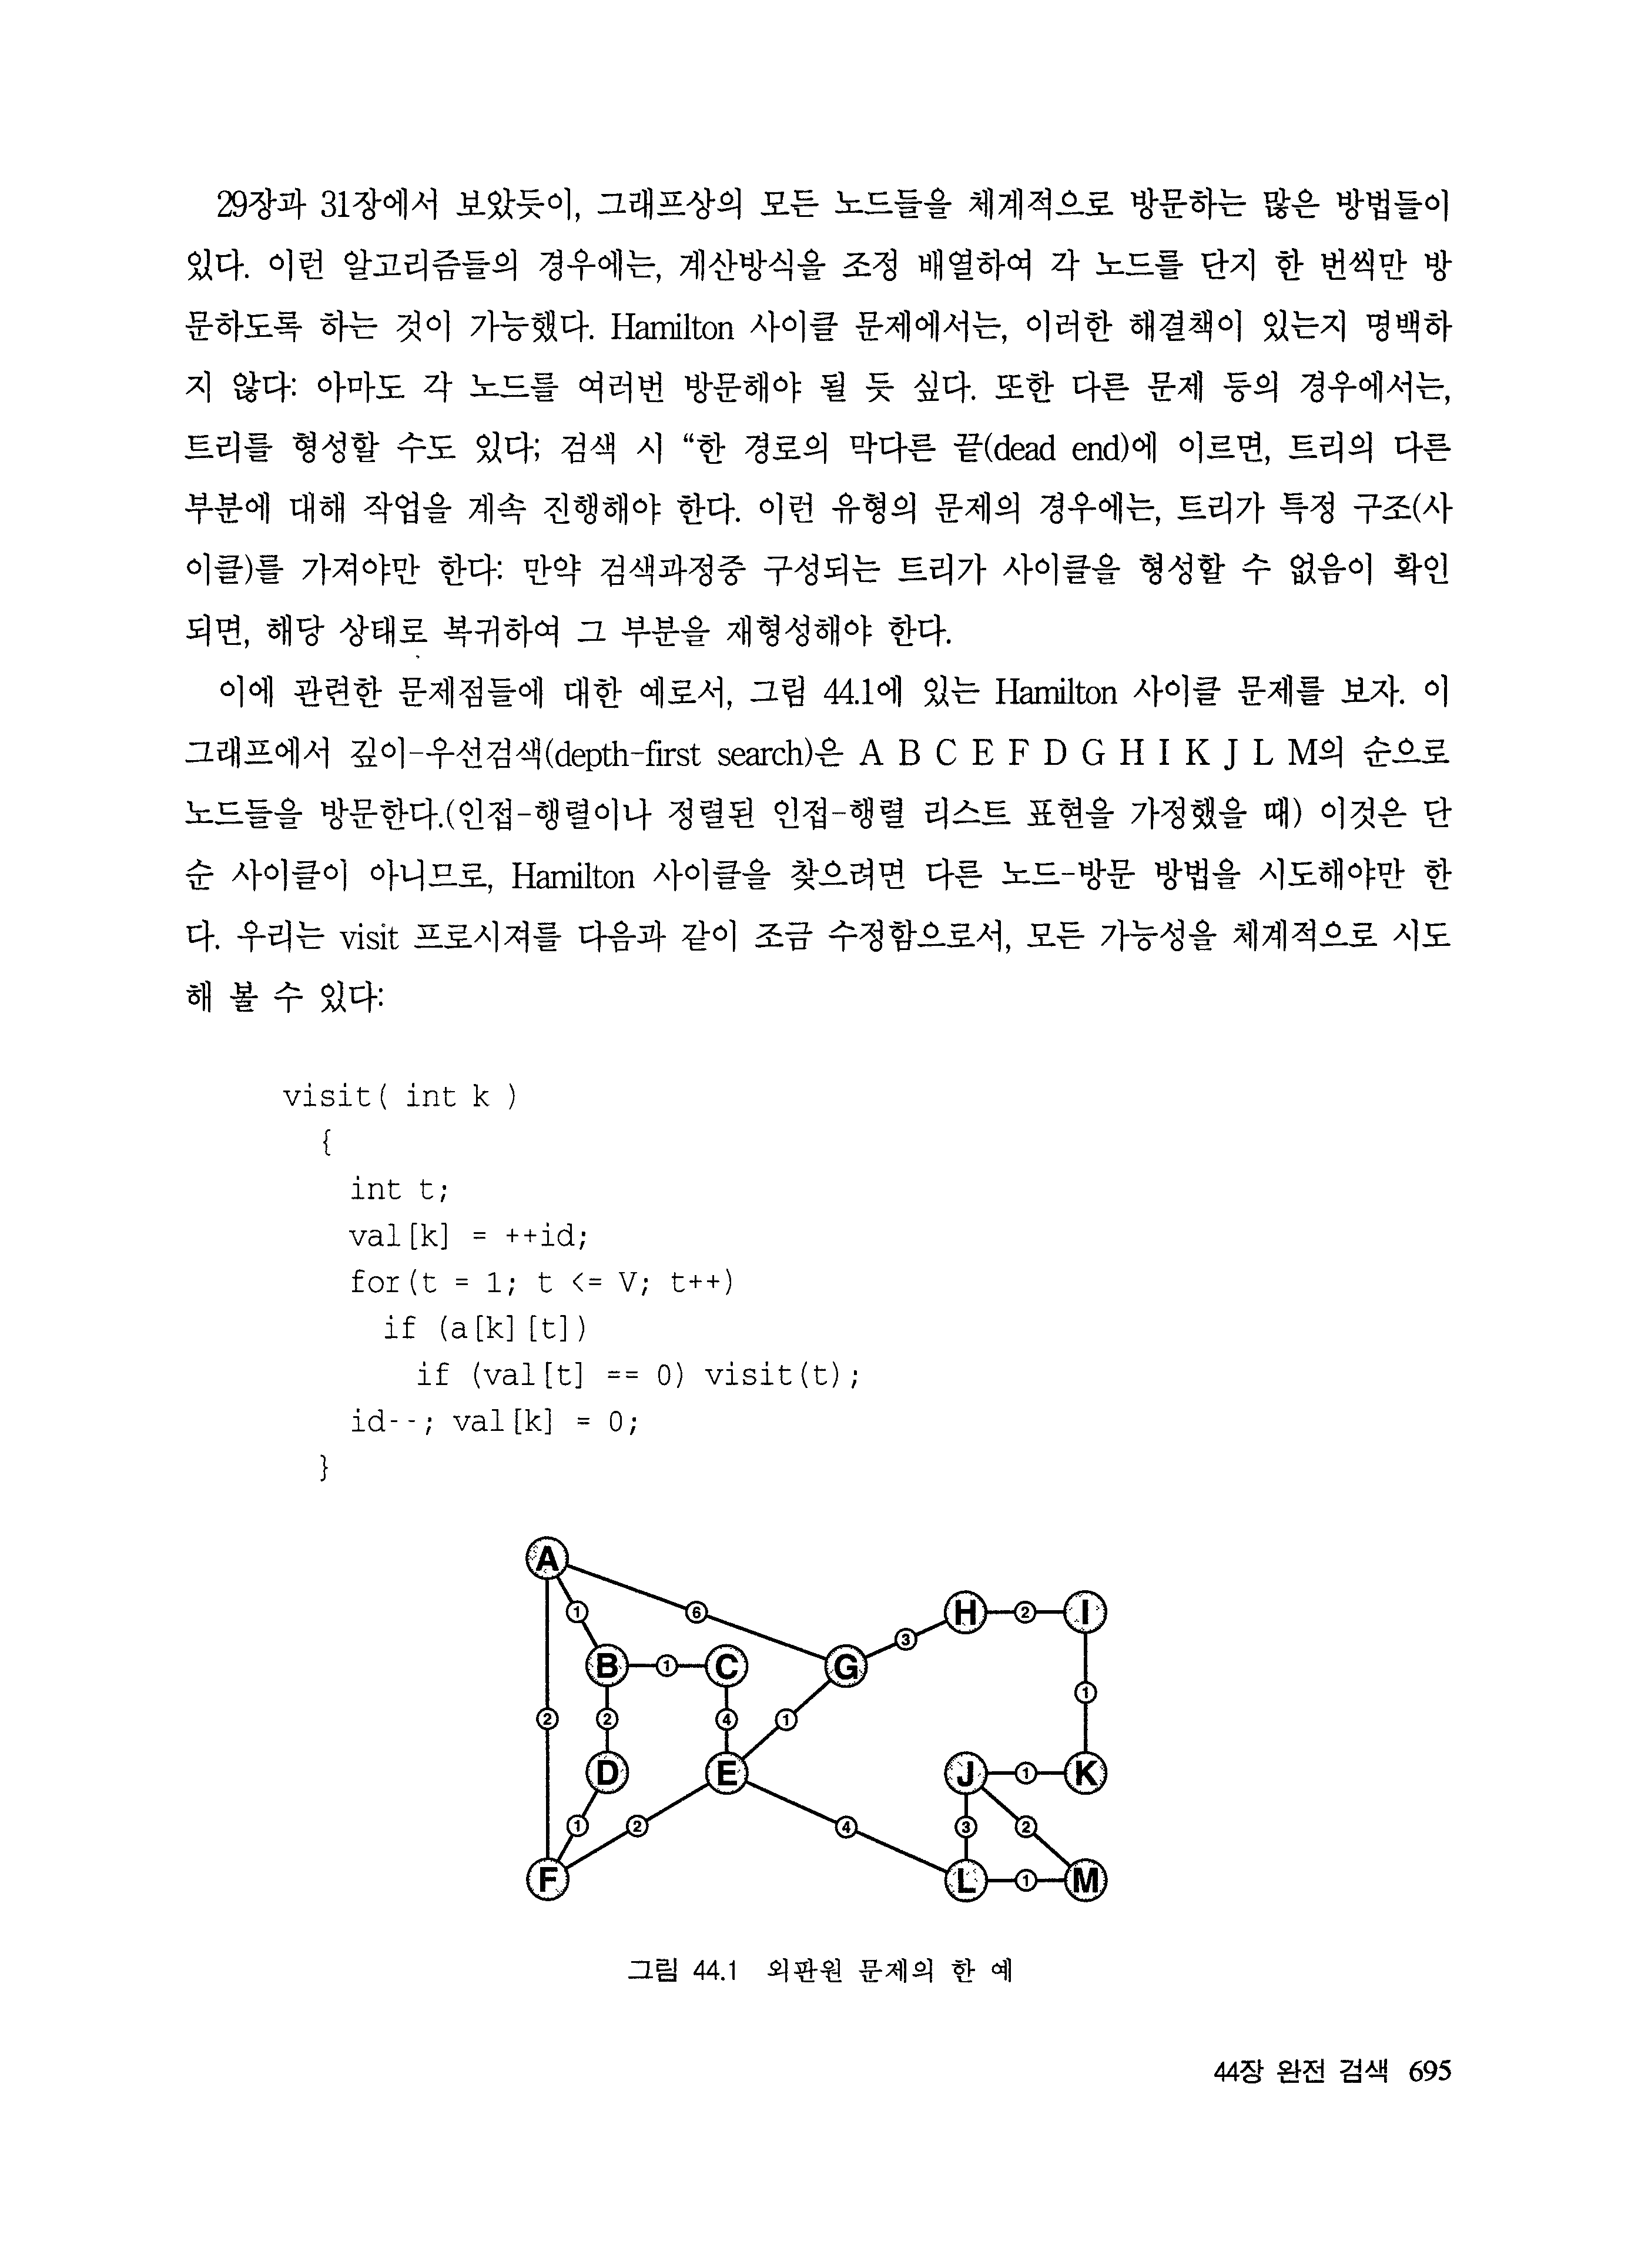 29장과 31장에서 보았듯이, 그래프상의 모든 노드들을 체계적으로 방문하는 많은 방법들이
있다. 이런 알고리즘들의 경우에는, 계산방식을 조정 배열하여 각 노드를 단지 한 번씩만 방
문하도록 하는 것이 가능했다. Hamilton 사이클 문제에서는, 이러한 해결책이 있는지 명백하
지 않다: 아마도 각 노드를 여러번 방문해야 될 듯 싶다. 또한 다른 문제 등의 경우에서는,
트리를 형성할 수도 있다; 검색 시 “한 경로의 막다른 끝(dead end)에 이르면, 트리의 다른
부분에 대해 작업을 계속 진행해야 한다. 이런 유형의 문제의 경우에는, 트리가 특정 구조(사
이클)를 가져야만 한다: 만약 검색과정중 구성되는 트리가 사이클을 형성할 수 없음이 확인
되면, 해당 상태로 복귀하여 그 부분을 재형성해야 한다.
이에 관련한 문제점들에 대한 예로서, 그림 44.1에 있는 Hamilton 사이클 문제를 보자. 이
그래프에서 깊이-우선검색(depth-first search)은 A B C E F D G H I K J L M의 순으로
노드들을 방문한다.(인접-행렬이나 정렬된 인접-행렬 리스트 표현을 가정했을 때) 이것은 단
순 사이클이 아니므로, Hamilton 사이클을 찾으려면 다른 노드-방문 방법을 시도해야만 한
다. 우리는 visit 프로시져를 다음과 같이 조금 수정함으로서, 모든 가능성을 체계적으로 시도
해 볼 수 있다:
visit( int k )
{
int t;
val[k] = ++id;
for(t = 1; t <= V; t++)
if (a[k][t])
if (val[t] == 0) visit(t);
id--; val[k] = 0;
}
A
1 6 H 2 I
3
B 1 C G
1
2 2 4 1
D E J 1 K
1 2 4 3 2
F L 1 M
그림 44.1 외판원 문제의 한 예
44장 완전 검색 695